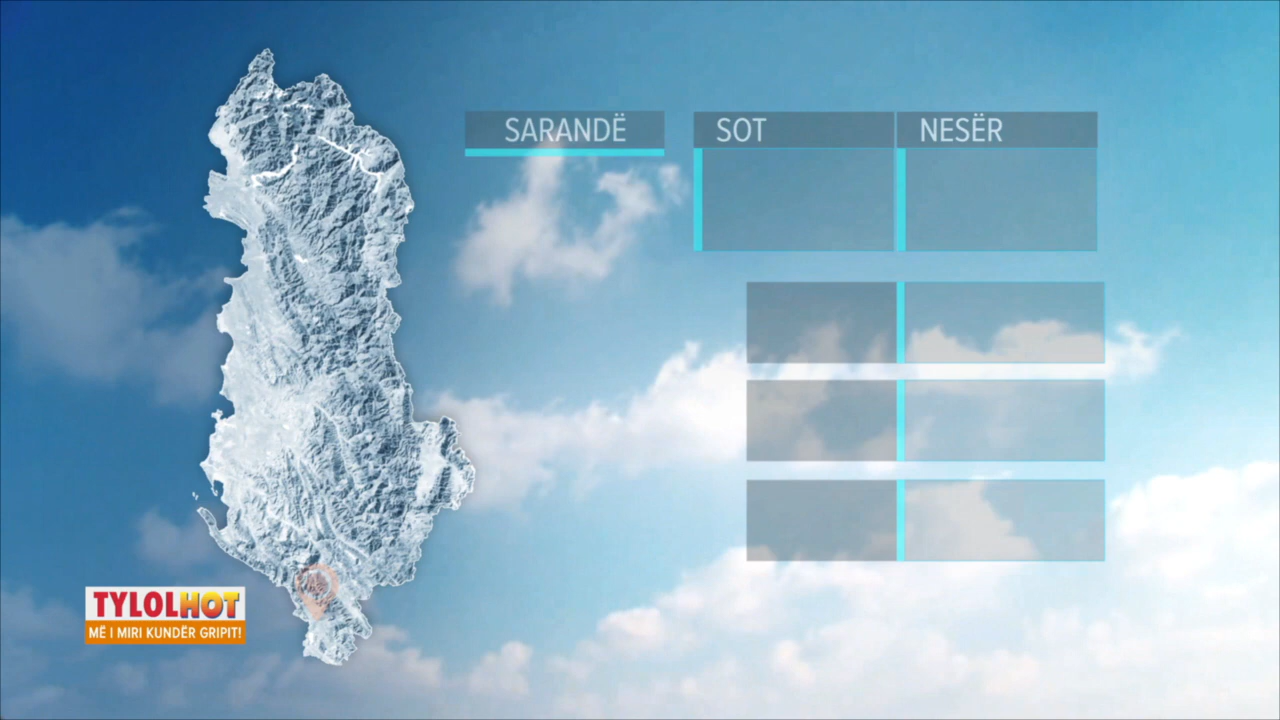 SARANDË
SOT
NESËR
TYLOLHOT
MË I MIRI KUNDËR GRIPIT!